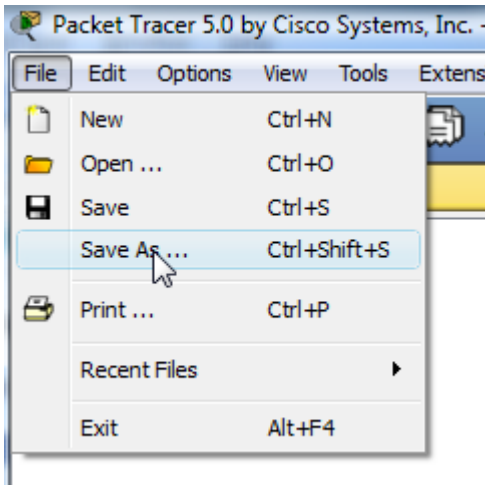 Packet Tracer 5.0 by Cisco Systems, Inc. -
File Edit Options View Tools Extens
New Ctrl+N
Open ... Ctrl+O
Save Ctrl+S
Save As ... Ctrl+Shift+S
Print ... Ctrl+P
Recent Files
Exit Alt+F4